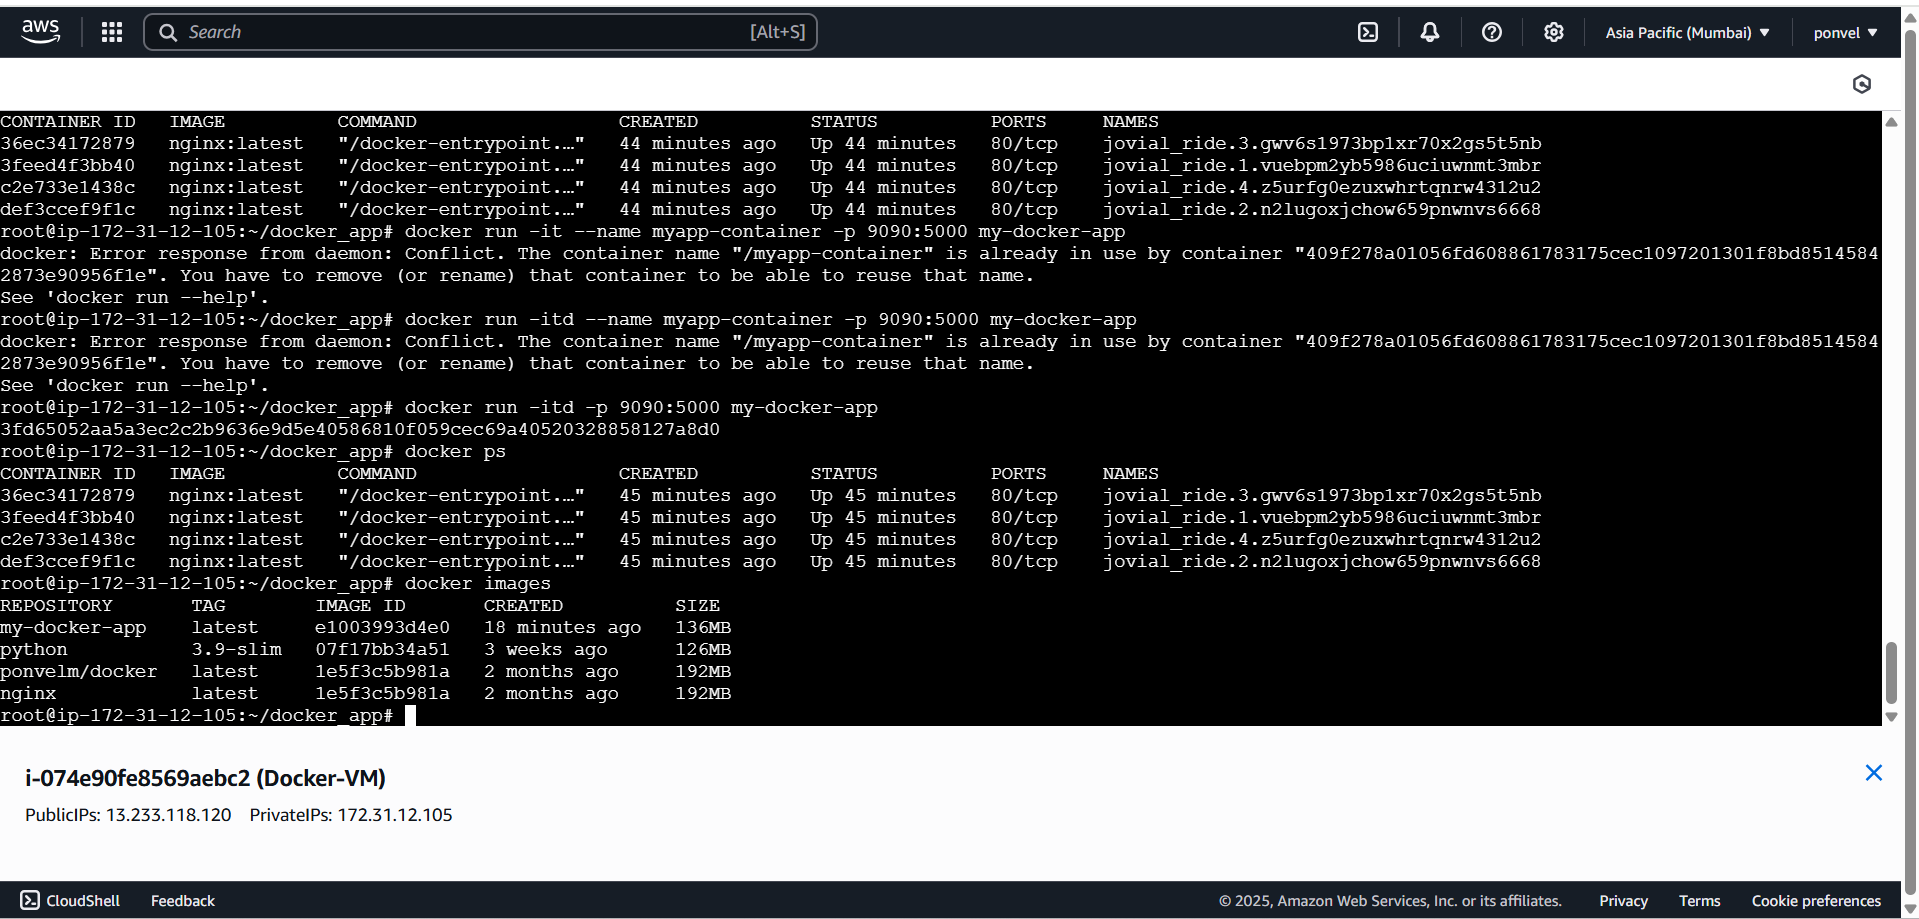 aws Search [Alt+S] Asia Pacific (Mumbai) ponvel
CONTAINER ID IMAGE COMMAND CREATED STATUS PORTS NAMES
36ec34172879 nginx:latest "/docker-entrypoint.…" 44 minutes ago Up 44 minutes 80/tcp jovial_ride.3.gwv6s1973bp1xr70x2gs5t5nb
3feed4f3bb40 nginx:latest "/docker-entrypoint.…" 44 minutes ago Up 44 minutes 80/tcp jovial_ride.1.vuebpm2yb5986uciuwnmt3mbr
c2e733e1438c nginx:latest "/docker-entrypoint.…" 44 minutes ago Up 44 minutes 80/tcp jovial_ride.4.z5urfg0ezuxwhrtqnrw4312u2
def3ccef9f1c nginx:latest "/docker-entrypoint.…" 44 minutes ago Up 44 minutes 80/tcp jovial_ride.2.n2lugoxjchow659pnwnvs6668
root@ip-172-31-12-105:~/docker_app# docker run -it --name myapp-container -p 9090:5000 my-docker-app
docker: Error response from daemon: Conflict. The container name "/myapp-container" is already in use by container "409f278a01056fd608861783175cec1097201301f8bd8514584
2873e90956f1e". You have to remove (or rename) that container to be able to reuse that name.
See 'docker run --help'.
root@ip-172-31-12-105:~/docker_app# docker run -itd --name myapp-container -p 9090:5000 my-docker-app
docker: Error response from daemon: Conflict. The container name "/myapp-container" is already in use by container "409f278a01056fd608861783175cec1097201301f8bd8514584
2873e90956f1e". You have to remove (or rename) that container to be able to reuse that name.
See 'docker run --help'.
root@ip-172-31-12-105:~/docker_app# docker run -itd -p 9090:5000 my-docker-app
3fd65052aa5a3ec2c2b9636e9d5e40586810f059cec69a40520328858127a8d0
root@ip-172-31-12-105:~/docker_app# docker ps
CONTAINER ID IMAGE COMMAND CREATED STATUS PORTS NAMES
36ec34172879 nginx:latest "/docker-entrypoint.…" 45 minutes ago Up 45 minutes 80/tcp jovial_ride.3.gwv6s1973bp1xr70x2gs5t5nb
3feed4f3bb40 nginx:latest "/docker-entrypoint.…" 45 minutes ago Up 45 minutes 80/tcp jovial_ride.1.vuebpm2yb5986uciuwnmt3mbr
c2e733e1438c nginx:latest "/docker-entrypoint.…" 45 minutes ago Up 45 minutes 80/tcp jovial_ride.4.z5urfg0ezuxwhrtqnrw4312u2
def3ccef9f1c nginx:latest "/docker-entrypoint.…" 45 minutes ago Up 45 minutes 80/tcp jovial_ride.2.n2lugoxjchow659pnwnvs6668
root@ip-172-31-12-105:~/docker_app# docker images
REPOSITORY TAG IMAGE ID CREATED SIZE
my-docker-app latest e1003993d4e0 18 minutes ago 136MB
python 3.9-slim 07f17bb34a51 3 weeks ago 126MB
ponvelm/docker latest 1e5f3c5b981a 2 months ago 192MB
nginx latest 1e5f3c5b981a 2 months ago 192MB
root@ip-172-31-12-105:~/docker_app#
i-074e90fe8569aebc2 (Docker-VM)
PublicIPs: 13.233.118.120 PrivateIPs: 172.31.12.105
CloudShell Feedback © 2025, Amazon Web Services, Inc. or its affiliates. Privacy Terms Cookie preferences